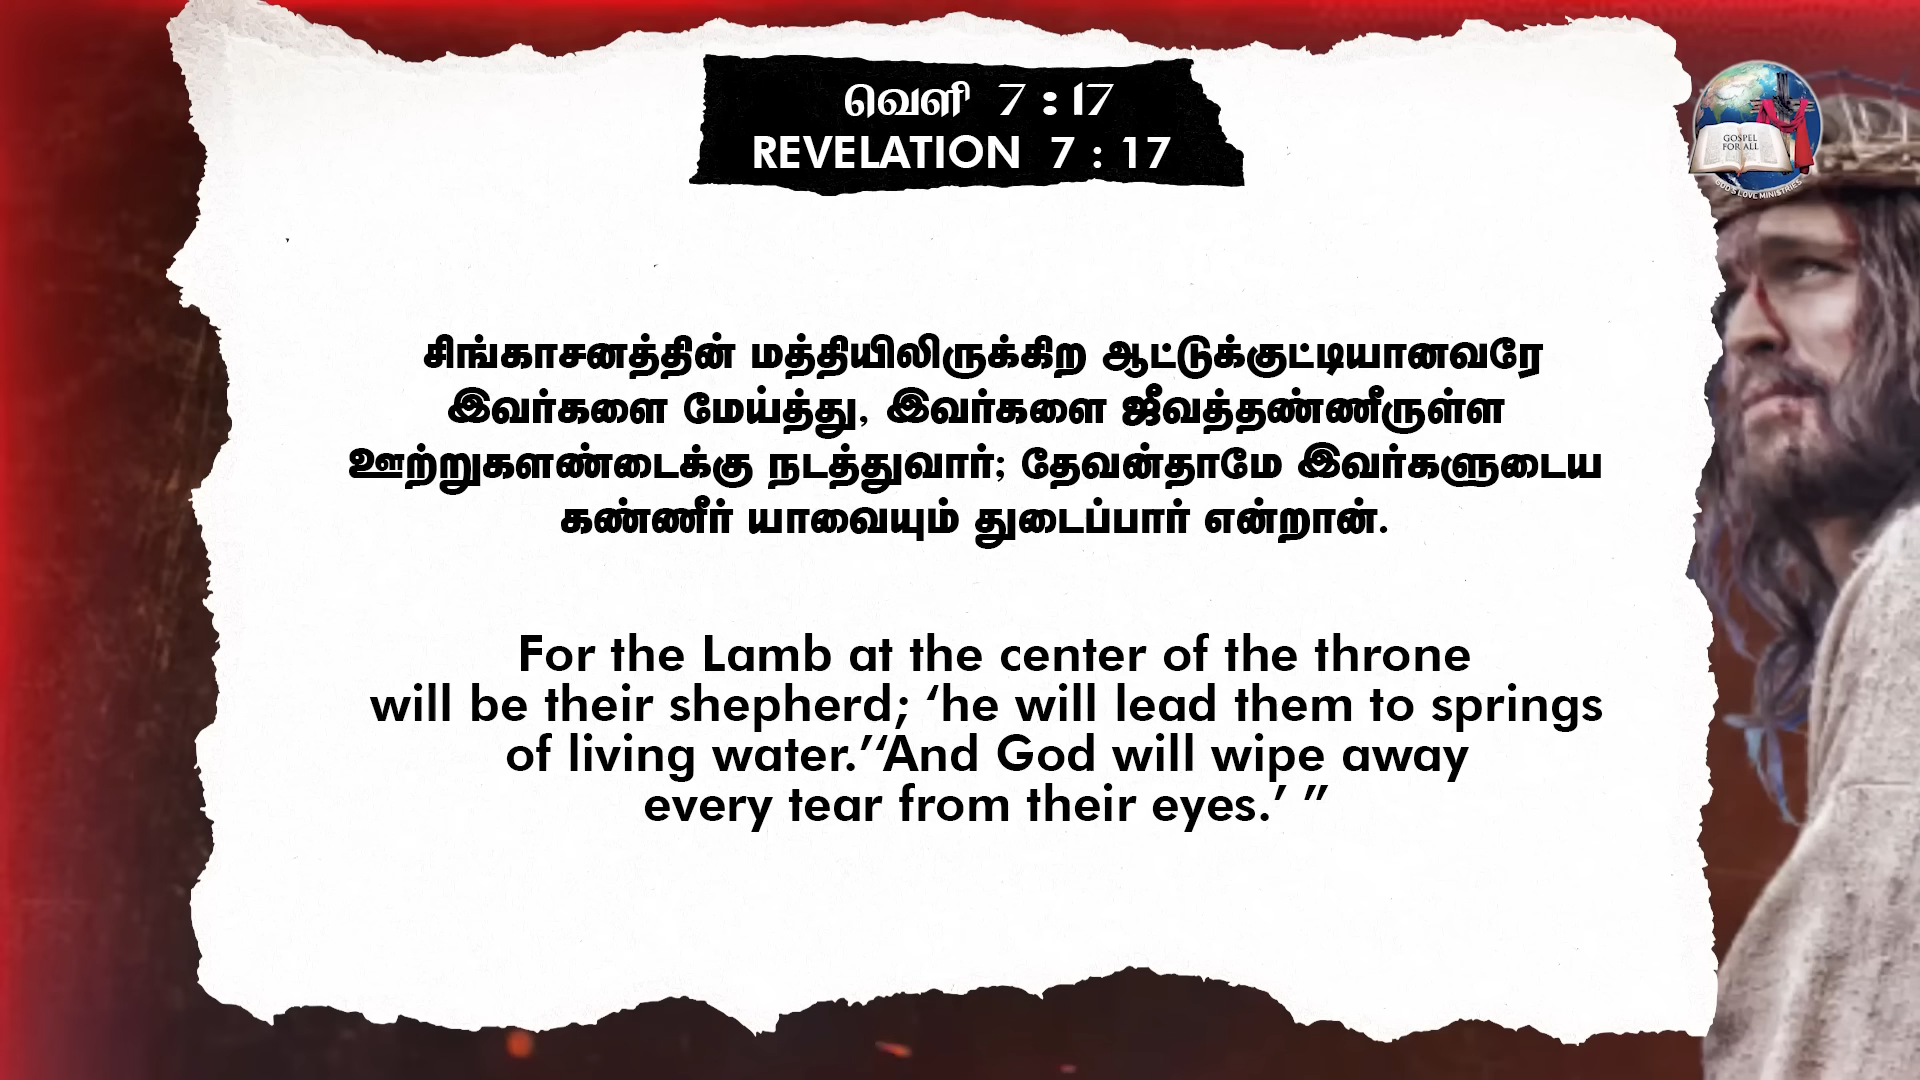 வெளி 7 : 17
REVELATION 7 : 17
GOSPEL
FOR ALL
GOD'S LOVE MINISTRIES
சிங்காசனத்தின் மத்தியிலிருக்கிற ஆட்டுக்குட்டியானவரே
இவர்களை மேய்த்து, இவர்களை ஜீவத்தண்ணீருள்ள
ஊற்றுகளண்டைக்கு நடத்துவார்; தேவன்தாமே இவர்களுடைய
கண்ணீர் யாவையும் துடைப்பார் என்றான்.
For the Lamb at the center of the throne
will be their shepherd; ‘he will lead them to springs
of living water.’‘And God will wipe away
every tear from their eyes.’ ”